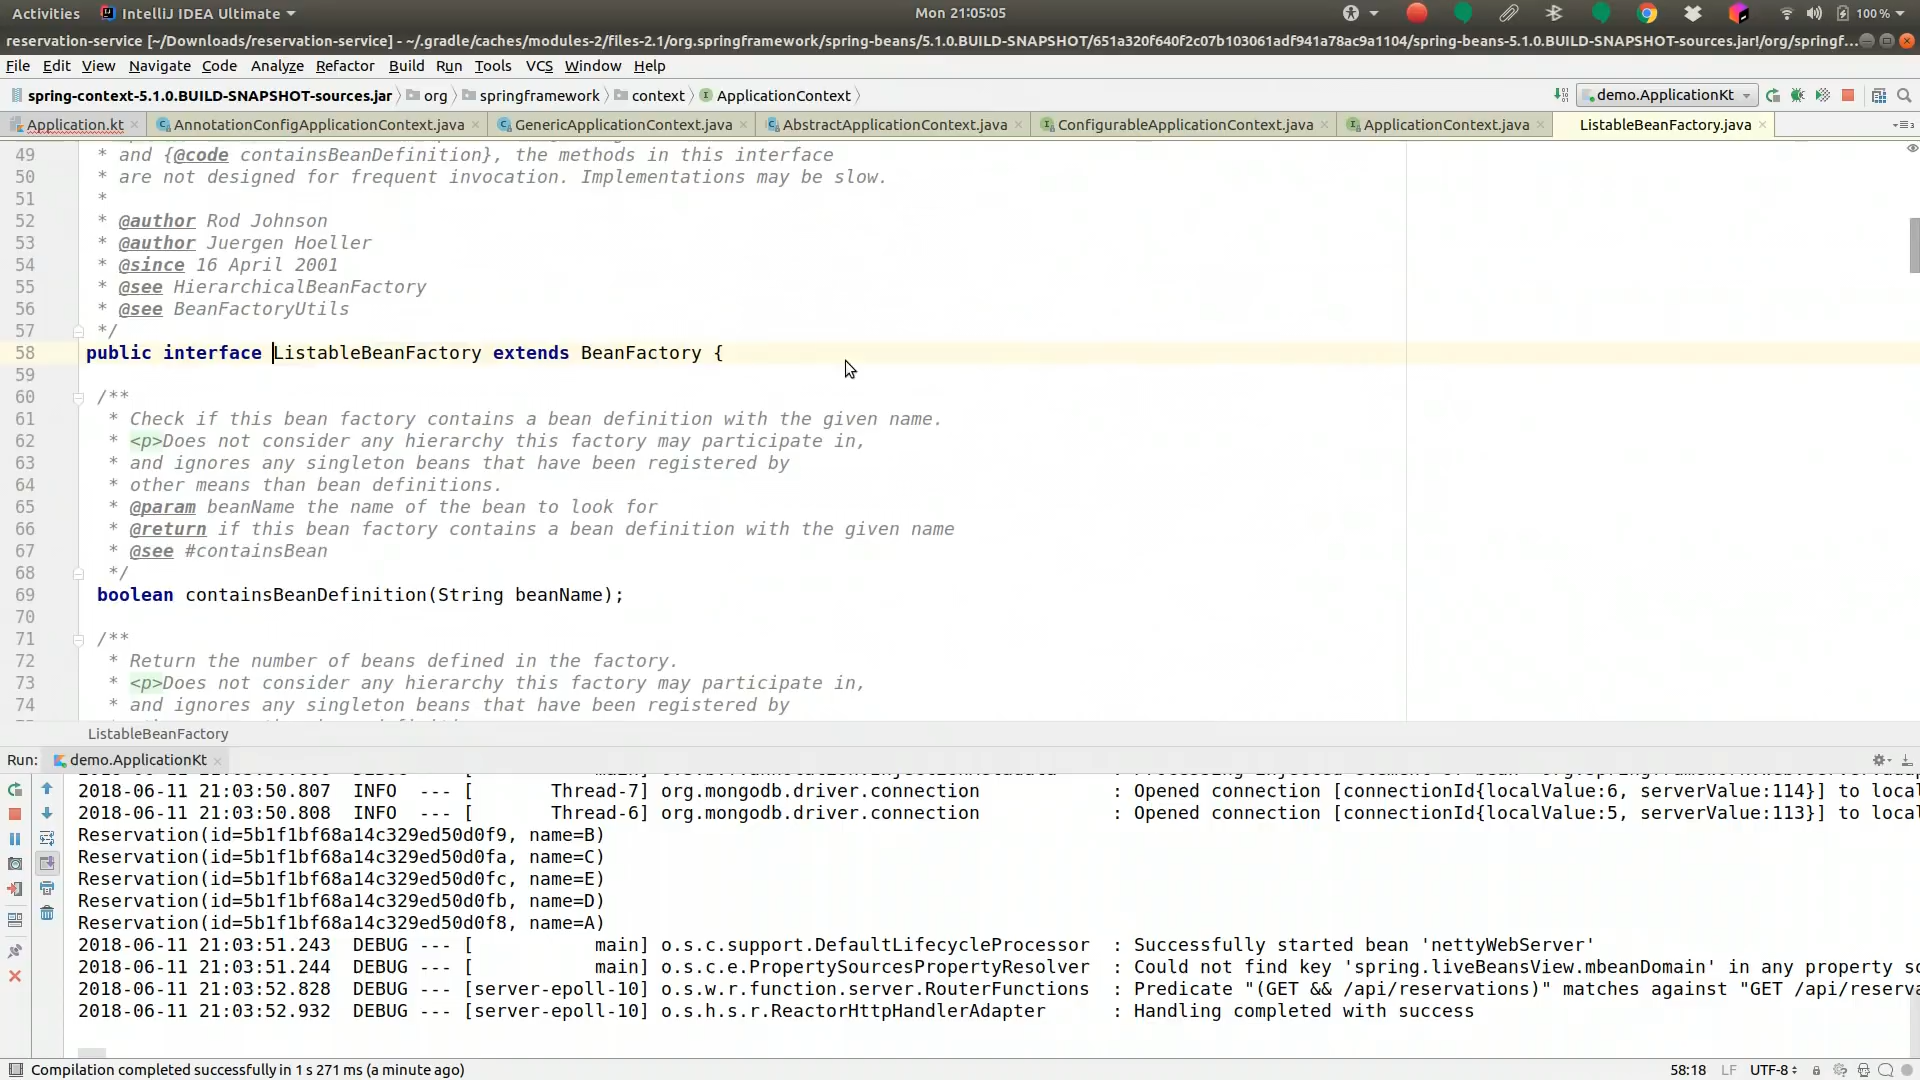 Activities IntelliJ IDEA Ultimate Mon 21:05:05 100 %
reservation-service [~/Downloads/reservation-service] - ~/.gradle/caches/modules-2/files-2.1/org.springframework/spring-beans/5.1.0.BUILD-SNAPSHOT/651a320f640f2c07b103061adf941a78ac9a1104/spring-beans-5.1.0.BUILD-SNAPSHOT-sources.jar!/org/springf...
File Edit View Navigate Code Analyze Refactor Build Run Tools VCS Window Help
spring-context-5.1.0.BUILD-SNAPSHOT-sources.jar org springframework context ApplicationContext demo.ApplicationKt
Application.kt AnnotationConfigApplicationContext.java GenericApplicationContext.java AbstractApplicationContext.java ConfigurableApplicationContext.java ApplicationContext.java ListableBeanFactory.java
49 * and {@code containsBeanDefinition}, the methods in this interface
50 * are not designed for frequent invocation. Implementations may be slow.
51 *
52 * @author Rod Johnson
53 * @author Juergen Hoeller
54 * @since 16 April 2001
55 * @see HierarchicalBeanFactory
56 * @see BeanFactoryUtils
57 */
58 public interface ListableBeanFactory extends BeanFactory {
59
60 /**
61 * Check if this bean factory contains a bean definition with the given name.
62 * <p>Does not consider any hierarchy this factory may participate in,
63 * and ignores any singleton beans that have been registered by
64 * other means than bean definitions.
65 * @param beanName the name of the bean to look for
66 * @return if this bean factory contains a bean definition with the given name
67 * @see #containsBean
68 */
69 boolean containsBeanDefinition(String beanName);
70
71 /**
72 * Return the number of beans defined in the factory.
73 * <p>Does not consider any hierarchy this factory may participate in,
74 * and ignores any singleton beans that have been registered by
ListableBeanFactory
Run: demo.ApplicationKt
2018-06-11 21:03:50.807 INFO --- [ Thread-7] org.mongodb.driver.connection : Opened connection [connectionId{localValue:6, serverValue:114}] to local
2018-06-11 21:03:50.808 INFO --- [ Thread-6] org.mongodb.driver.connection : Opened connection [connectionId{localValue:5, serverValue:113}] to local
Reservation(id=5b1f1bf68a14c329ed50d0f9, name=B)
Reservation(id=5b1f1bf68a14c329ed50d0fa, name=C)
Reservation(id=5b1f1bf68a14c329ed50d0fc, name=E)
Reservation(id=5b1f1bf68a14c329ed50d0fb, name=D)
Reservation(id=5b1f1bf68a14c329ed50d0f8, name=A)
2018-06-11 21:03:51.243 DEBUG --- [ main] o.s.c.support.DefaultLifecycleProcessor : Successfully started bean 'nettyWebServer'
2018-06-11 21:03:51.244 DEBUG --- [ main] o.s.c.e.PropertySourcesPropertyResolver : Could not find key 'spring.liveBeansView.mbeanDomain' in any property so
2018-06-11 21:03:52.828 DEBUG --- [server-epoll-10] o.s.w.r.function.server.RouterFunctions : Predicate "(GET && /api/reservations)" matches against "GET /api/reserva
2018-06-11 21:03:52.932 DEBUG --- [server-epoll-10] o.s.h.s.r.ReactorHttpHandlerAdapter : Handling completed with success
Compilation completed successfully in 1 s 271 ms (a minute ago) 58:18 LF UTF-8